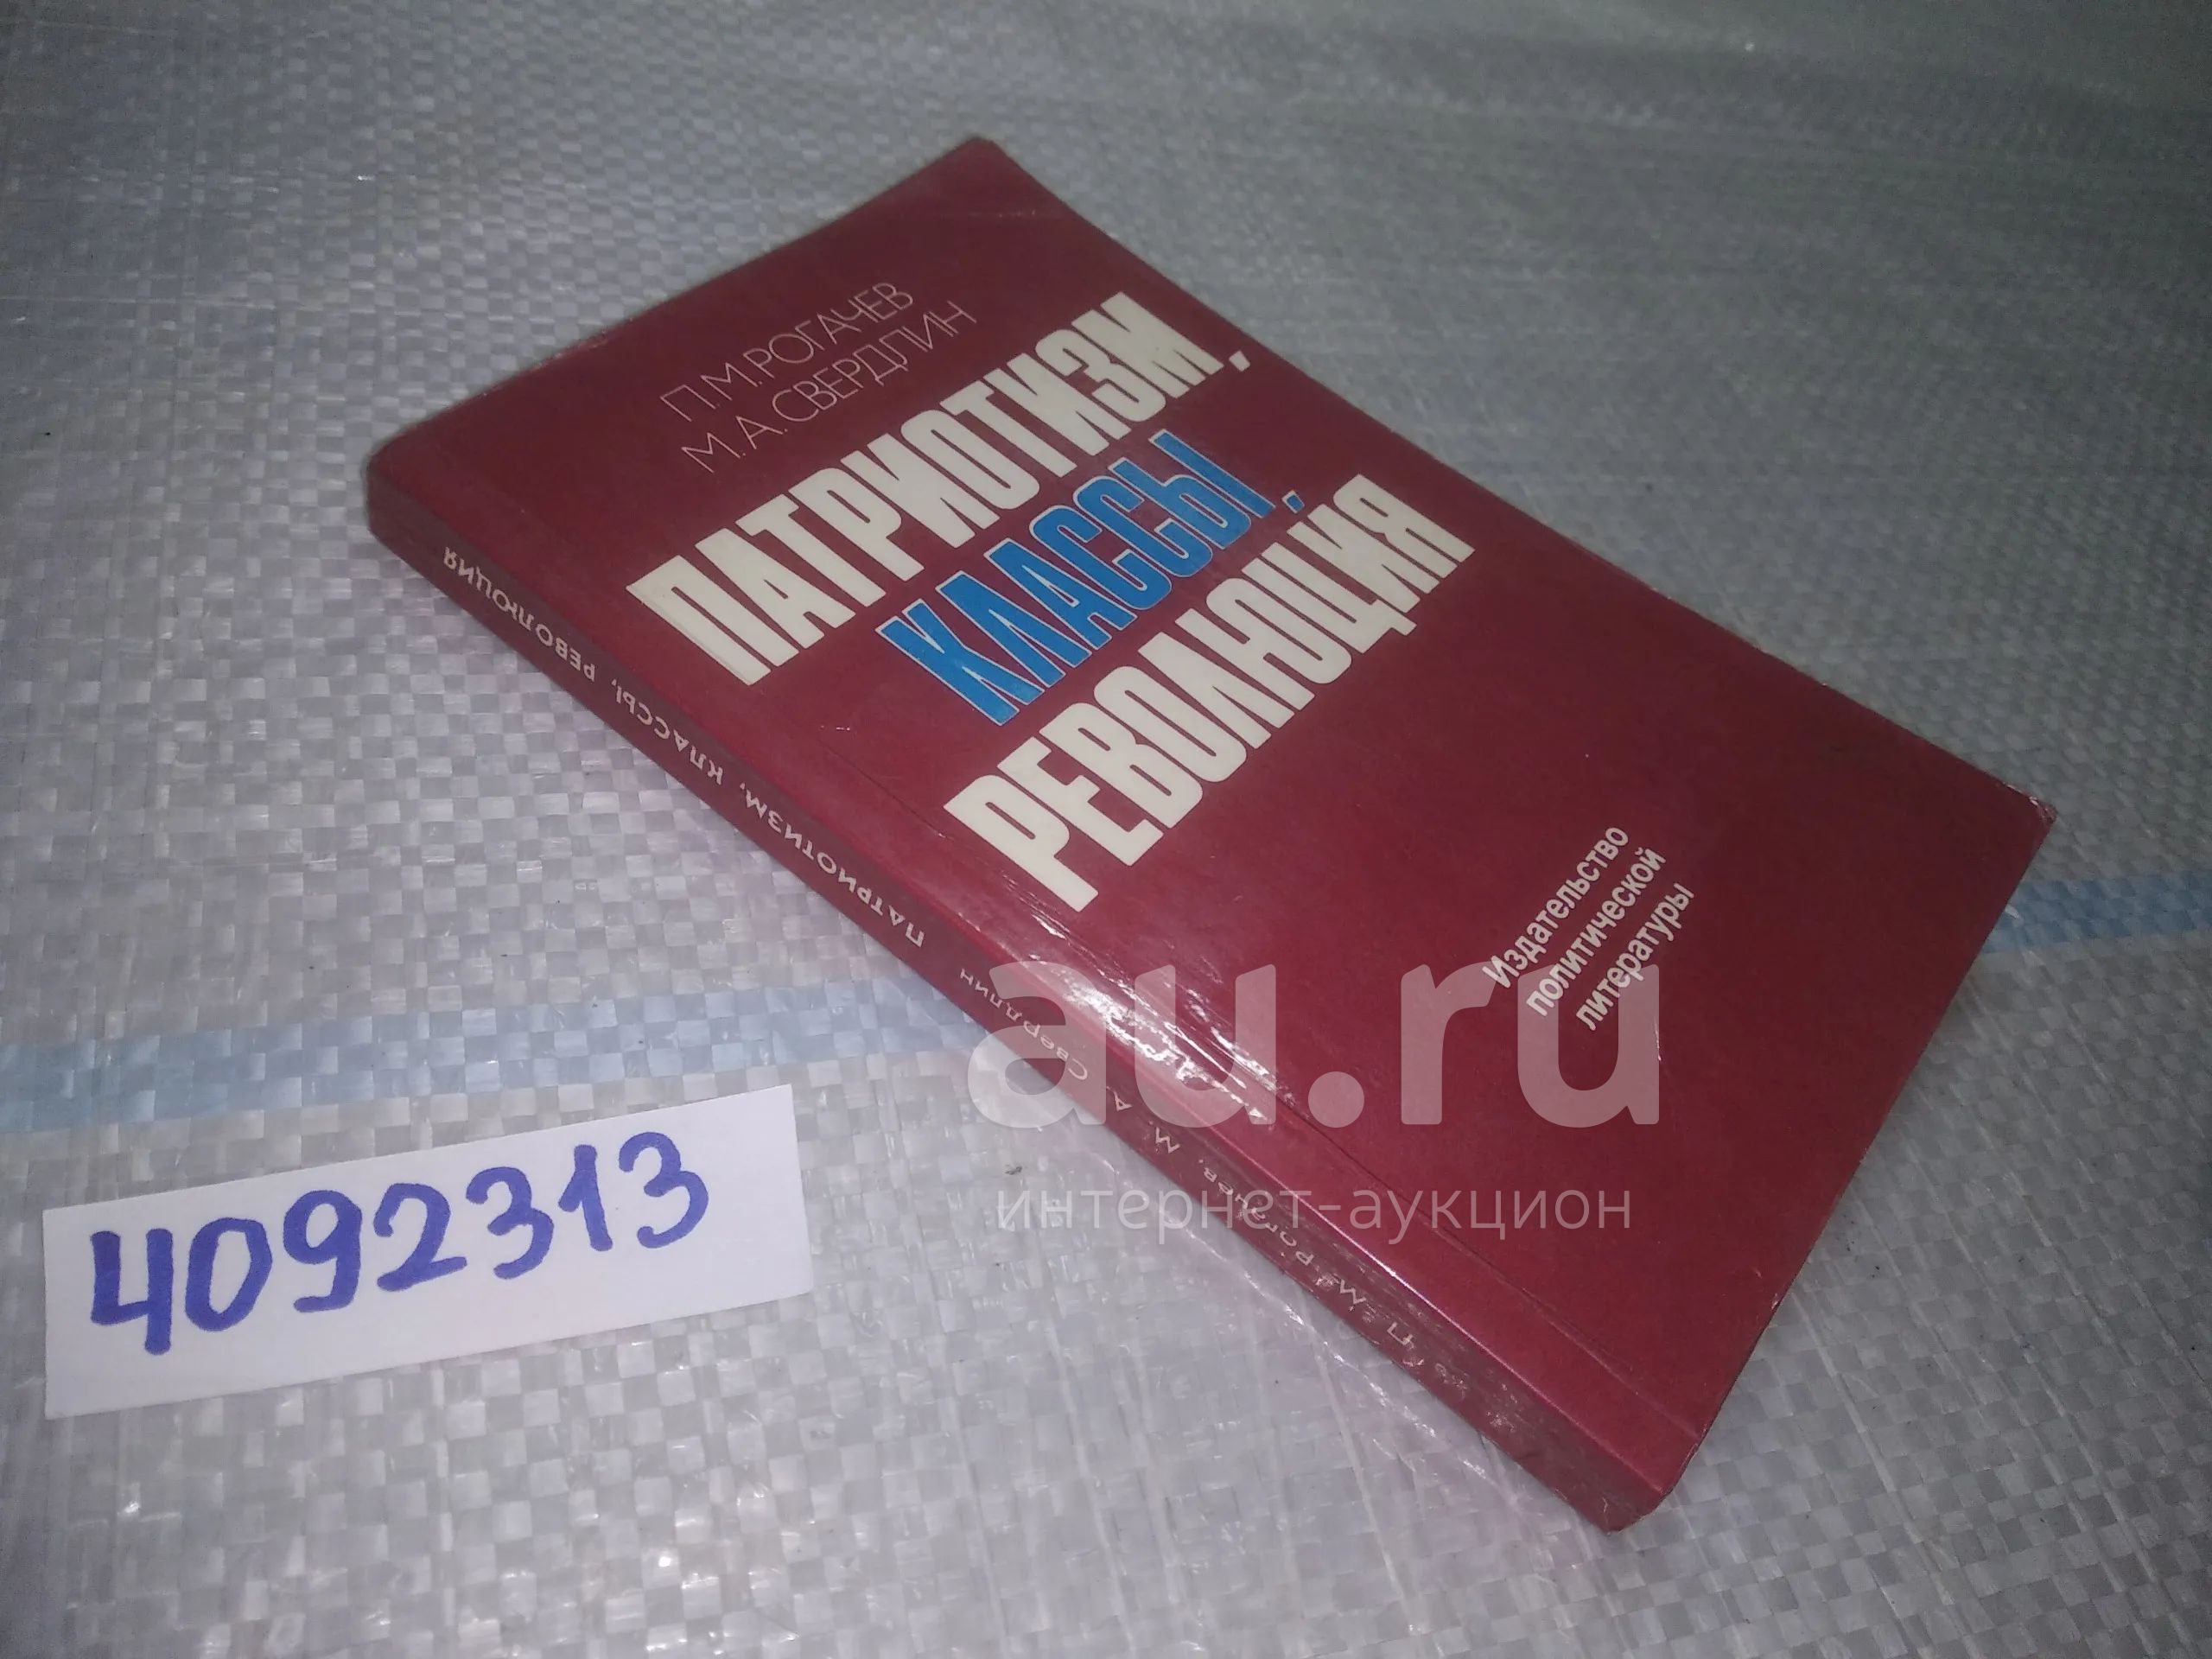 П.М.РОГАЧЕВ
М.А.СВЕРДЛИН
ПАТРИОТИЗМ,
КЛАССЫ,
РЕВОЛЮЦИЯ
Издательство
политической
литературы
П. М. Рогачев, М. А. Свердлин ПАТРИОТИЗМ, КЛАССЫ, РЕВОЛЮЦИЯ
4092313
au.ru
интернет-аукцион